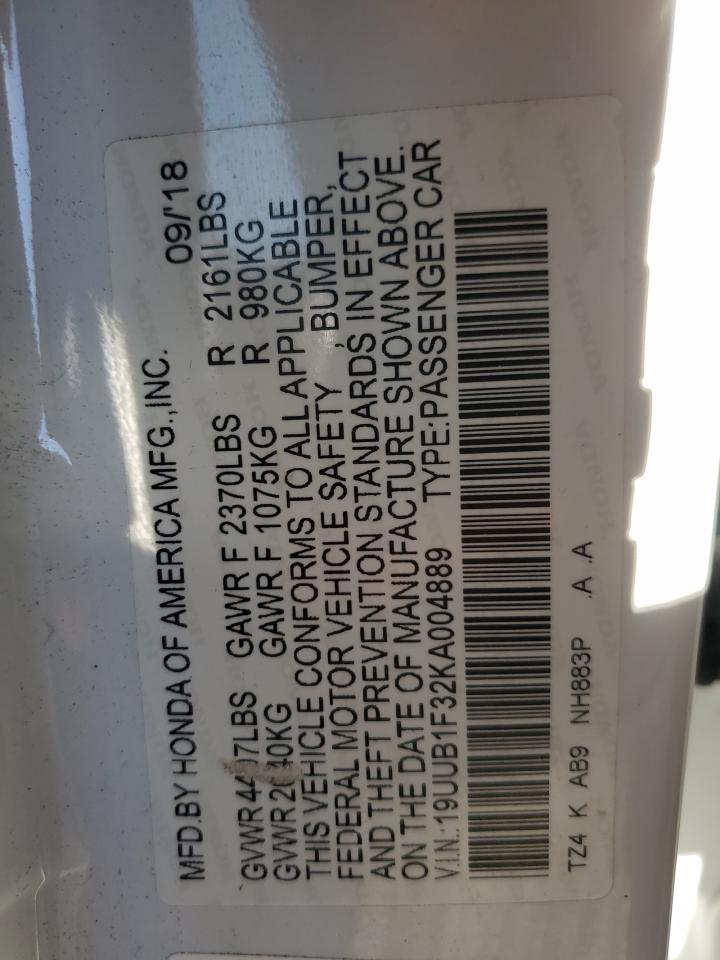 MFD.BY HONDA OF AMERICA MFG.,INC. 09/'18
LBS GAWR F 2370LBS R 2161LBS
GAWR F 1075KG R 980KG
THIS VEHICLE CONFORMS TO ALL APPLICABLE
FEDERAL MOTOR VEHICLE SAFETY , BUMPER,
AND THEFT PREVENTION STANDARDS IN EFFECT
ON THE DATE OF MANUFACTURE SHOWN ABOVE.
V.I.N.:19UUB1F32KA004889 TYPE:PASSENGER CAR
TZ4 K AB9 NH883P .A .A